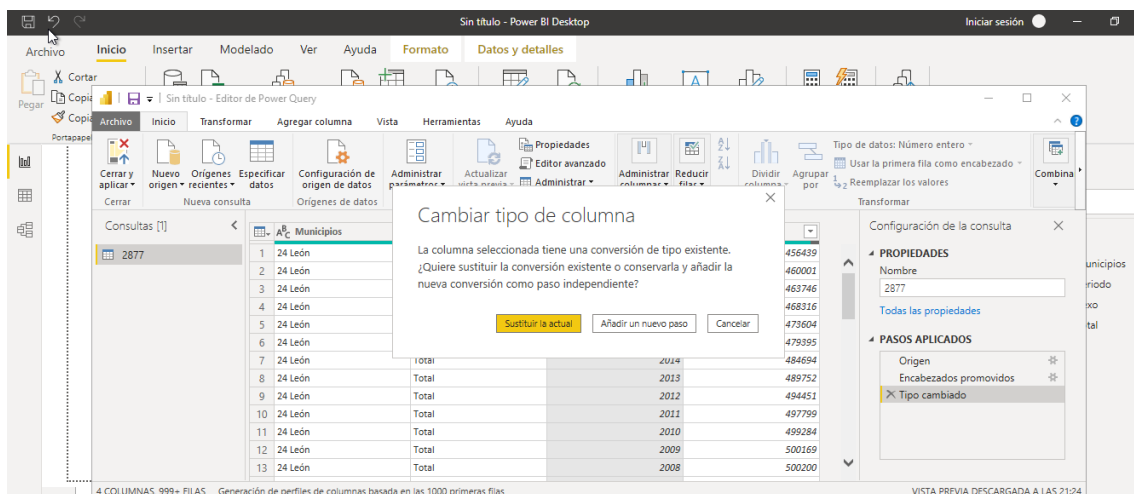 Sin título - Power BI Desktop
Iniciar sesión
Archivo Inicio Insertar Modelado Ver Ayuda Formato Datos y detalles
Pegar
Cortar
Copia
Copia
Portapape
Sin título - Editor de Power Query
Archivo Inicio Transformar Agregar columna Vista Herramientas Ayuda
Cerrar y aplicar
Nuevo origen
Orígenes recientes
Especificar datos
Configuración de origen de datos
Administrar parámetros
Actualizar vista previa
Propiedades
Editor avanzado
Administrar
Administrar columnas
Reducir filas
Dividir columna
Agrupar por
Tipo de datos: Número entero
Usar la primera fila como encabezado
Reemplazar los valores
Combina
Cerrar
Nueva consulta
Orígenes de datos
Transformar
Consultas [1]
2877
Municipios
Cambiar tipo de columna
La columna seleccionada tiene una conversión de tipo existente.
¿Quiere sustituir la conversión existente o conservarla y añadir la
nueva conversión como paso independiente?
Sustituir la actual Añadir un nuevo paso Cancelar
1 24 León 456439
2 24 León 460001
3 24 León 463746
4 24 León 468316
5 24 León 473604
6 24 León 479395
7 24 León Total 2014 484694
8 24 León Total 2013 489752
9 24 León Total 2012 494451
10 24 León Total 2011 497799
11 24 León Total 2010 499284
12 24 León Total 2009 500169
13 24 León Total 2008 500200
Configuración de la consulta
PROPIEDADES
Nombre
2877
Todas las propiedades
PASOS APLICADOS
Origen
Encabezados promovidos
Tipo cambiado
unicipios
riodo
xo
tal
4 COLUMNAS, 999+ FILAS Generación de perfiles de columnas basada en las 1000 primeras filas
VISTA PREVIA DESCARGADA A LAS 21:24